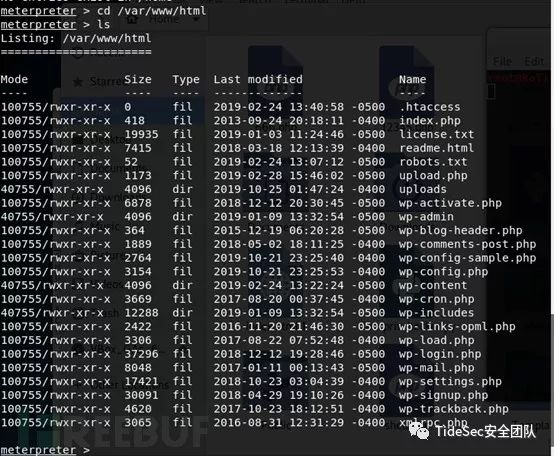 meterpreter > cd /var/www/html
meterpreter > ls
Listing: /var/www/html
======================
Mode Size Type Last modified Name
---- ---- ---- ------------- ----
100755/rwxr-xr-x 0 fil 2019-02-24 13:40:58 -0500 .htaccess
100755/rwxr-xr-x 418 fil 2013-09-24 20:18:11 -0400 index.php
100755/rwxr-xr-x 19935 fil 2019-01-09 11:24:46 -0500 license.txt
100755/rwxr-xr-x 7415 fil 2018-03-18 12:13:39 -0400 readme.html
100755/rwxr-xr-x 52 fil 2019-02-24 13:07:12 -0500 robots.txt
100755/rwxr-xr-x 1173 fil 2019-02-28 15:46:02 -0500 upload.php
40755/rwxr-xr-x 4096 dir 2019-10-25 01:47:24 -0400 uploads
100755/rwxr-xr-x 6878 fil 2018-12-12 20:30:45 -0500 wp-activate.php
40755/rwxr-xr-x 4096 dir 2019-01-09 13:32:54 -0500 wp-admin
100755/rwxr-xr-x 364 fil 2015-12-19 06:20:28 -0500 wp-blog-header.php
100755/rwxr-xr-x 1889 fil 2018-05-02 18:11:25 -0400 wp-comments-post.php
100755/rwxr-xr-x 2764 fil 2019-10-21 23:25:40 -0400 wp-config-sample.php
100755/rwxr-xr-x 3154 fil 2019-10-21 23:25:53 -0400 wp-config.php
40755/rwxr-xr-x 4096 dir 2019-02-24 13:22:24 -0500 wp-content
100755/rwxr-xr-x 3669 fil 2017-08-20 00:37:45 -0400 wp-cron.php
40755/rwxr-xr-x 12288 dir 2019-01-09 13:32:54 -0500 wp-includes
100755/rwxr-xr-x 2422 fil 2016-11-20 21:46:30 -0500 wp-links-opml.php
100755/rwxr-xr-x 3306 fil 2017-08-22 07:52:48 -0400 wp-load.php
100755/rwxr-xr-x 37296 fil 2018-12-12 19:28:46 -0500 wp-login.php
100755/rwxr-xr-x 8048 fil 2017-01-11 00:13:43 -0500 wp-mail.php
100755/rwxr-xr-x 17421 fil 2018-10-23 03:04:39 -0400 wp-settings.php
100755/rwxr-xr-x 30091 fil 2018-04-29 19:10:26 -0400 wp-signup.php
100755/rwxr-xr-x 4620 fil 2017-10-23 18:12:51 -0400 wp-trackback.php
100755/rwxr-xr-x 3065 fil 2016-08-31 12:31:29 -0400 xmlrpc.php
meterpreter >
TideSec安全团队